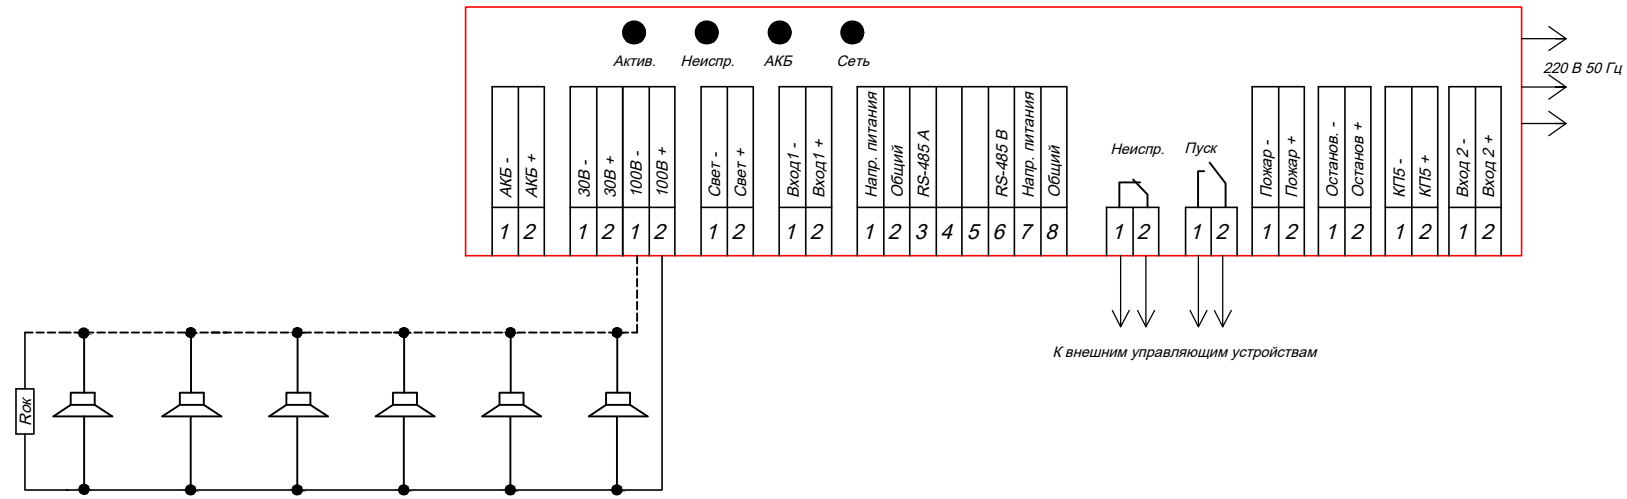 Актив. Неиспр. АКБ Сеть
220 В 50 Гц
АКБ - АКБ + 30В - 30В + 100В - 100В + Свет - Свет + Вход1 - Вход1 + Напр. питания Общий RS-485 А RS-485 В Напр. питания Общий Неиспр. Пуск Пожар - Пожар + Останов. - Останов + КП5 - КП5 + Вход 2 - Вход 2 +
1 2 1 2 1 2 1 2 1 2 1 2 3 4 5 6 7 8 1 2 1 2 1 2 1 2 1 2 1 2
К внешним управляющим устройствам
Rок